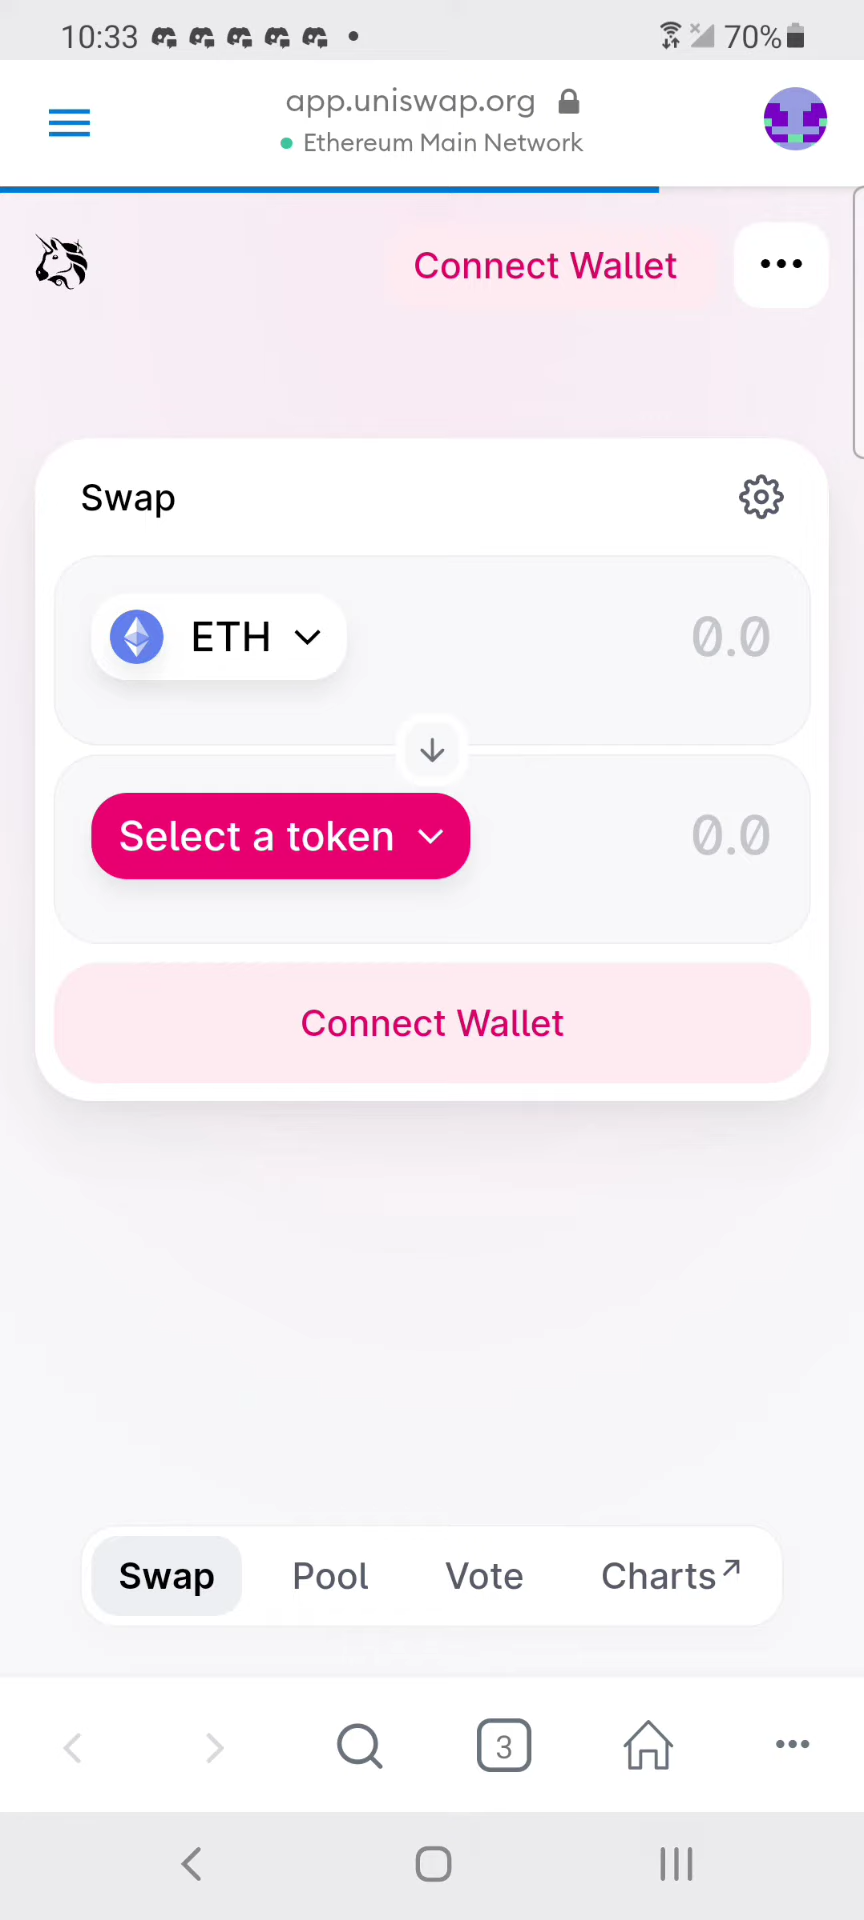 10:33
70%
app.uniswap.org
Ethereum Main Network
Connect Wallet
Swap
ETH
0.0
Select a token
0.0
Connect Wallet
Swap Pool Vote Charts↗
3